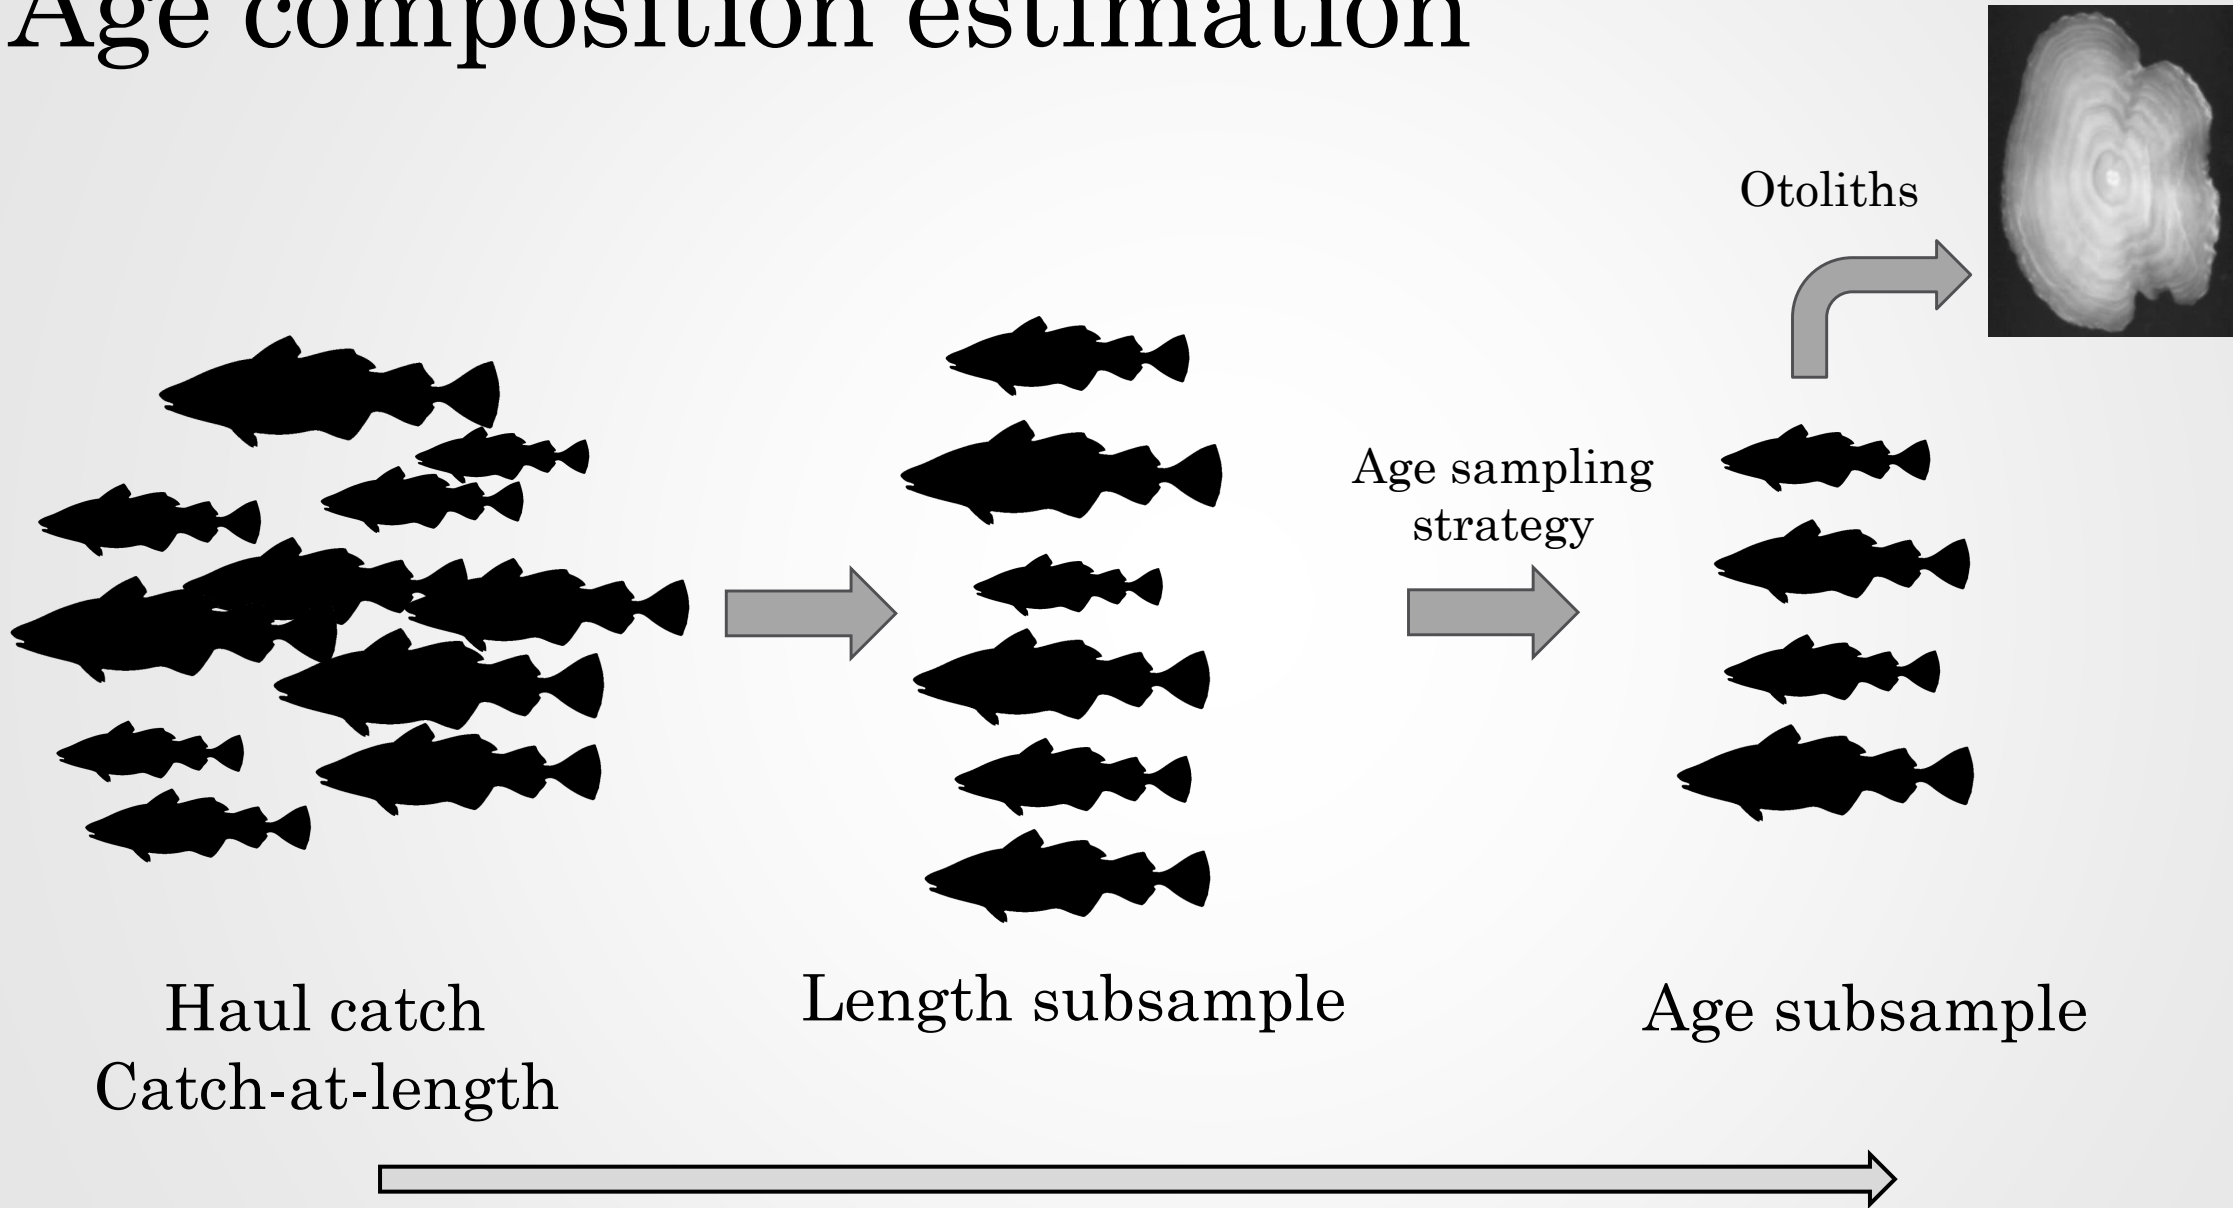 Age composition estimation
Otoliths
Age sampling
strategy
Haul catch
Catch-at-length
Length subsample
Age subsample